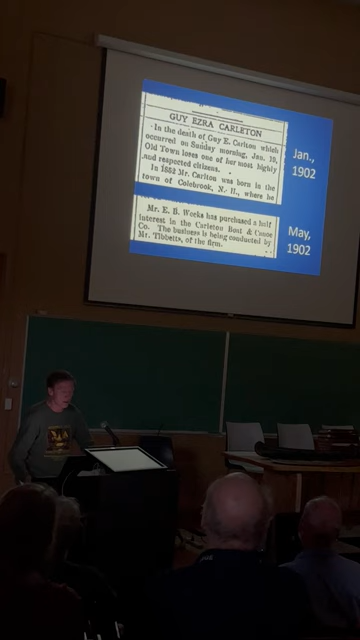 GUY EZRA CARLETON
In the death of Guy E. Carlton which
occurred on Sunday morning, Jan. 19,
Old Town loses one of her most highly
and respected citizens.
In 1852 Mr. Carlton was born in the
town of Colebrook, N. H., where he
Jan.,
1902
Mr. E. B. Weeks has purchased a half
interest in the Carleton Boat & Canoe
Co. The business is being conducted by
Mr. Tibbetts, of the firm.
May,
1902